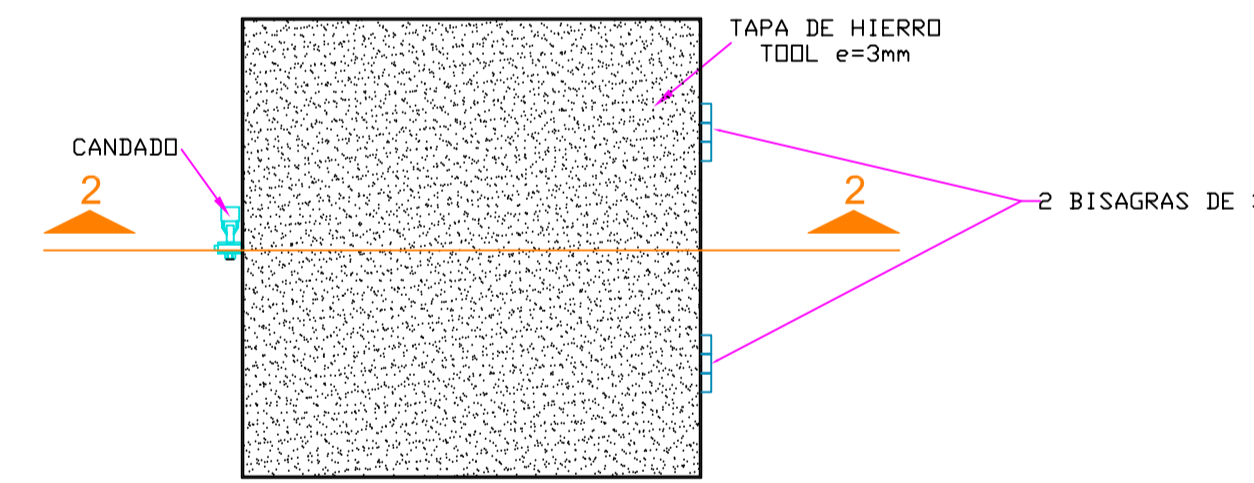 TAPA DE HIERRO
TOOL e=3mm
CANDADO
2
2
2 BISAGRAS DE